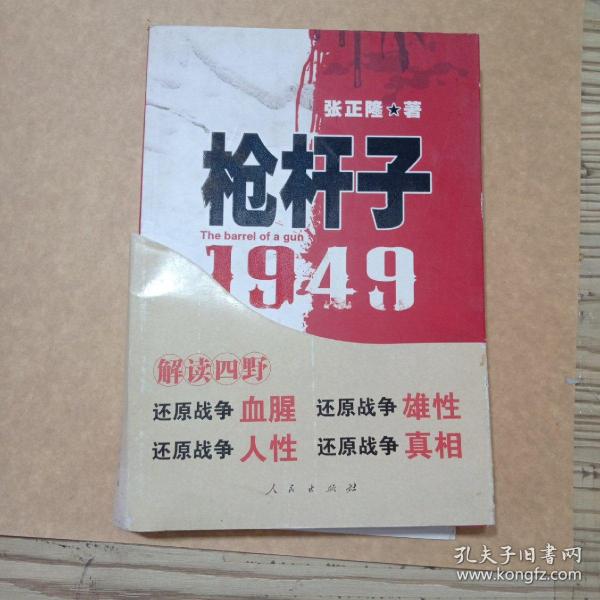 张正隆★著
枪杆子
The barrel of a gun
1949
解读四野
还原战争 血腥 还原战争 雄性
还原战争 人性 还原战争 真相
人民出版社
孔夫子旧书网
www.kongfz.com